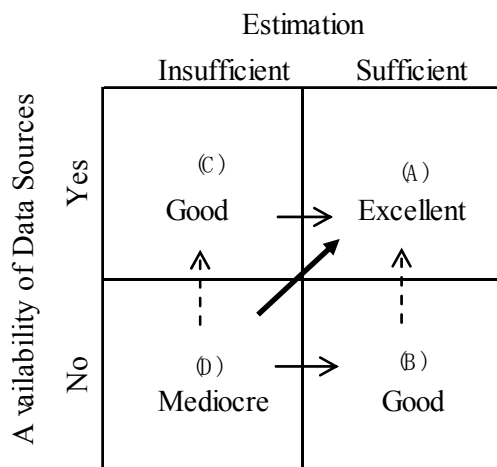 Estimation
Insufficient Sufficient
Availability of Data Sources
Yes
(C)
Good
(A)
Excellent
No
(D)
Mediocre
(B)
Good